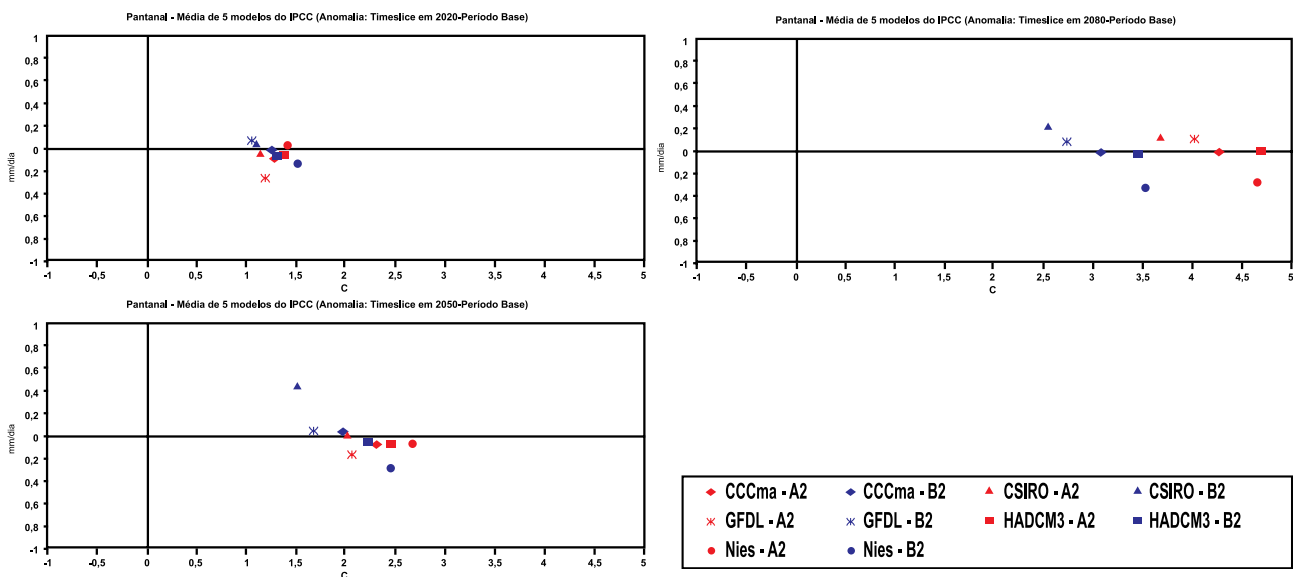 Pantanal - Média de 5 modelos do IPCC (Anomalia: Timeslice em 2020-Período Base)
1
0,8
0,6
0,4
0,2
0
0,2
0,4
0,6
0,8
-1
mm/dia
-1 -0,5 0 0,5 1 1,5 2 2,5 3 3,5 4 4,5 5
C
Pantanal - Média de 5 modelos do IPCC (Anomalia: Timeslice em 2080-Período Base)
1
0,8
0,6
0,4
0,2
0
0,2
0,4
0,6
0,8
-1
mm/dia
-1 -0,5 0 0,5 1 1,5 2 2,5 3 3,5 4 4,5 5
C
Pantanal - Média de 5 modelos do IPCC (Anomalia: Timeslice em 2050-Período Base)
1
0,8
0,6
0,4
0,2
0
0,2
0,4
0,6
0,8
-1
mm/dia
-1 -0,5 0 0,5 1 1,5 2 2,5 3 3,5 4 4,5 5
C
CCCma - A2 CCCma - B2 CSIRO - A2 CSIRO - B2
GFDL - A2 GFDL - B2 HADCM3 - A2 HADCM3 - B2
Nies - A2 Nies - B2